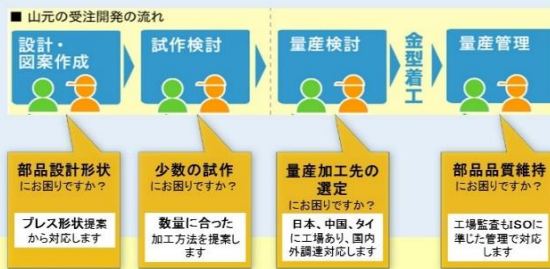 ■ 山元の受注開発の流れ
設計・
図案作成
試作検討
量産検討
金型着工
量産管理
部品設計形状
にお困りですか？
プレス形状提案
から対応します
少数の試作
にお困りですか？
数量に合った
加工方法を提案し
ます
量産加工先の
選定
にお困りですか？
日本、中国、タイ
に工場あり、国内
外調達対応します
部品品質維持
にお困りですか？
工場監査もISOに
準じた管理で対応
します